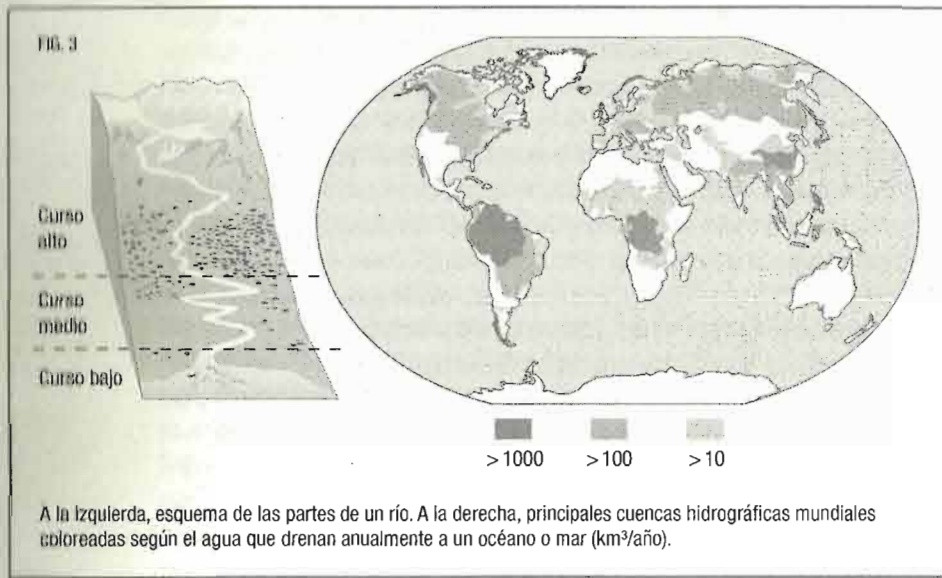 FIG. 3
Curso
alto
Curso
medio
Curso bajo
>1000 >100 >10
A la izquierda, esquema de las partes de un río. A la derecha, principales cuencas hidrográficas mundiales
coloreadas según el agua que drenan anualmente a un océano o mar (km³/año).